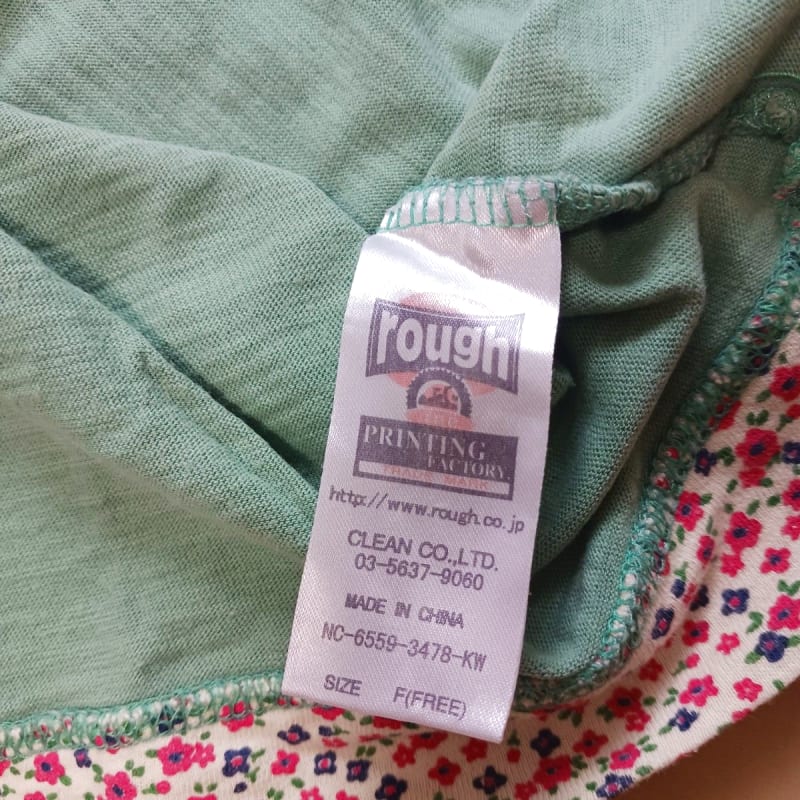 rough
PRINTING
FACTORY.
TRADE MARK
http://www.rough.co.jp
CLEAN CO.,LTD.
03-5637-9060
MADE IN CHINA
NC-6559-3478-KW
SIZE F(FREE)